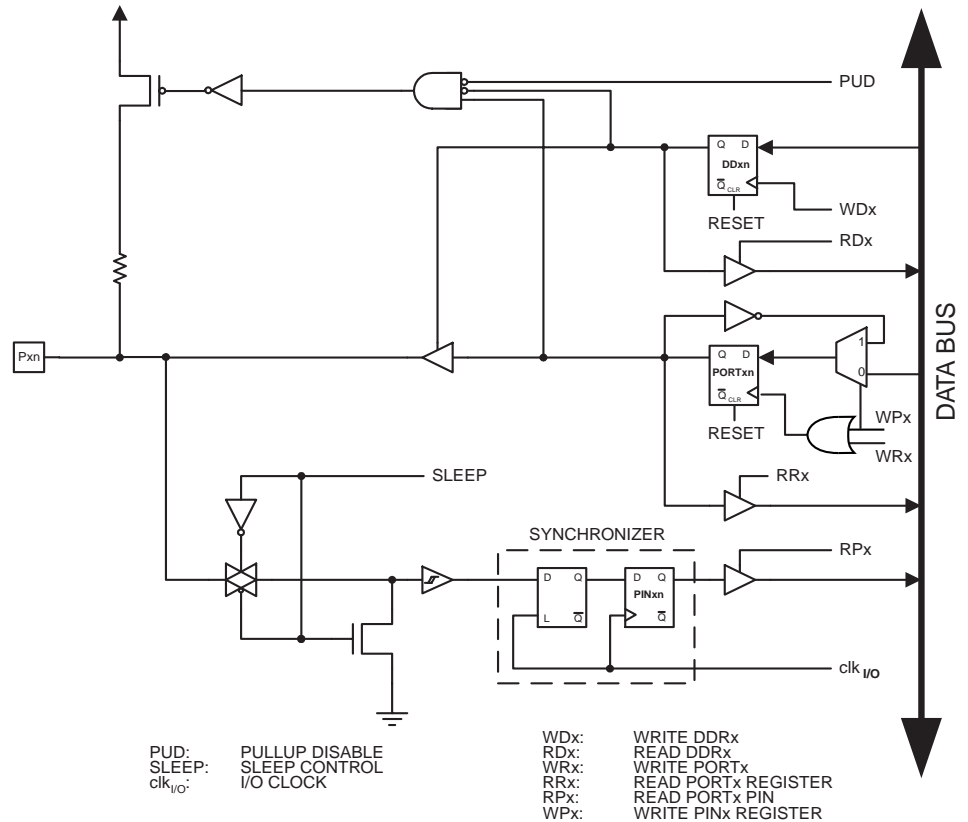 PUD
Q D
DDxn
Q CLR
WDx
RESET
RDx
Pxn
1
Q D
PORTxn
0
Q CLR
WPx
RESET
WRx
DATA BUS
SLEEP
RRx
SYNCHRONIZER
RPx
D Q
D Q
PINxn
L Q
Q
clk I/O
PUD: PULLUP DISABLE
SLEEP: SLEEP CONTROL
clkI/O: I/O CLOCK
WDx: WRITE DDRx
RDx: READ DDRx
WRx: WRITE PORTx
RRx: READ PORTx REGISTER
RPx: READ PORTx PIN
WPx: WRITE PINx REGISTER